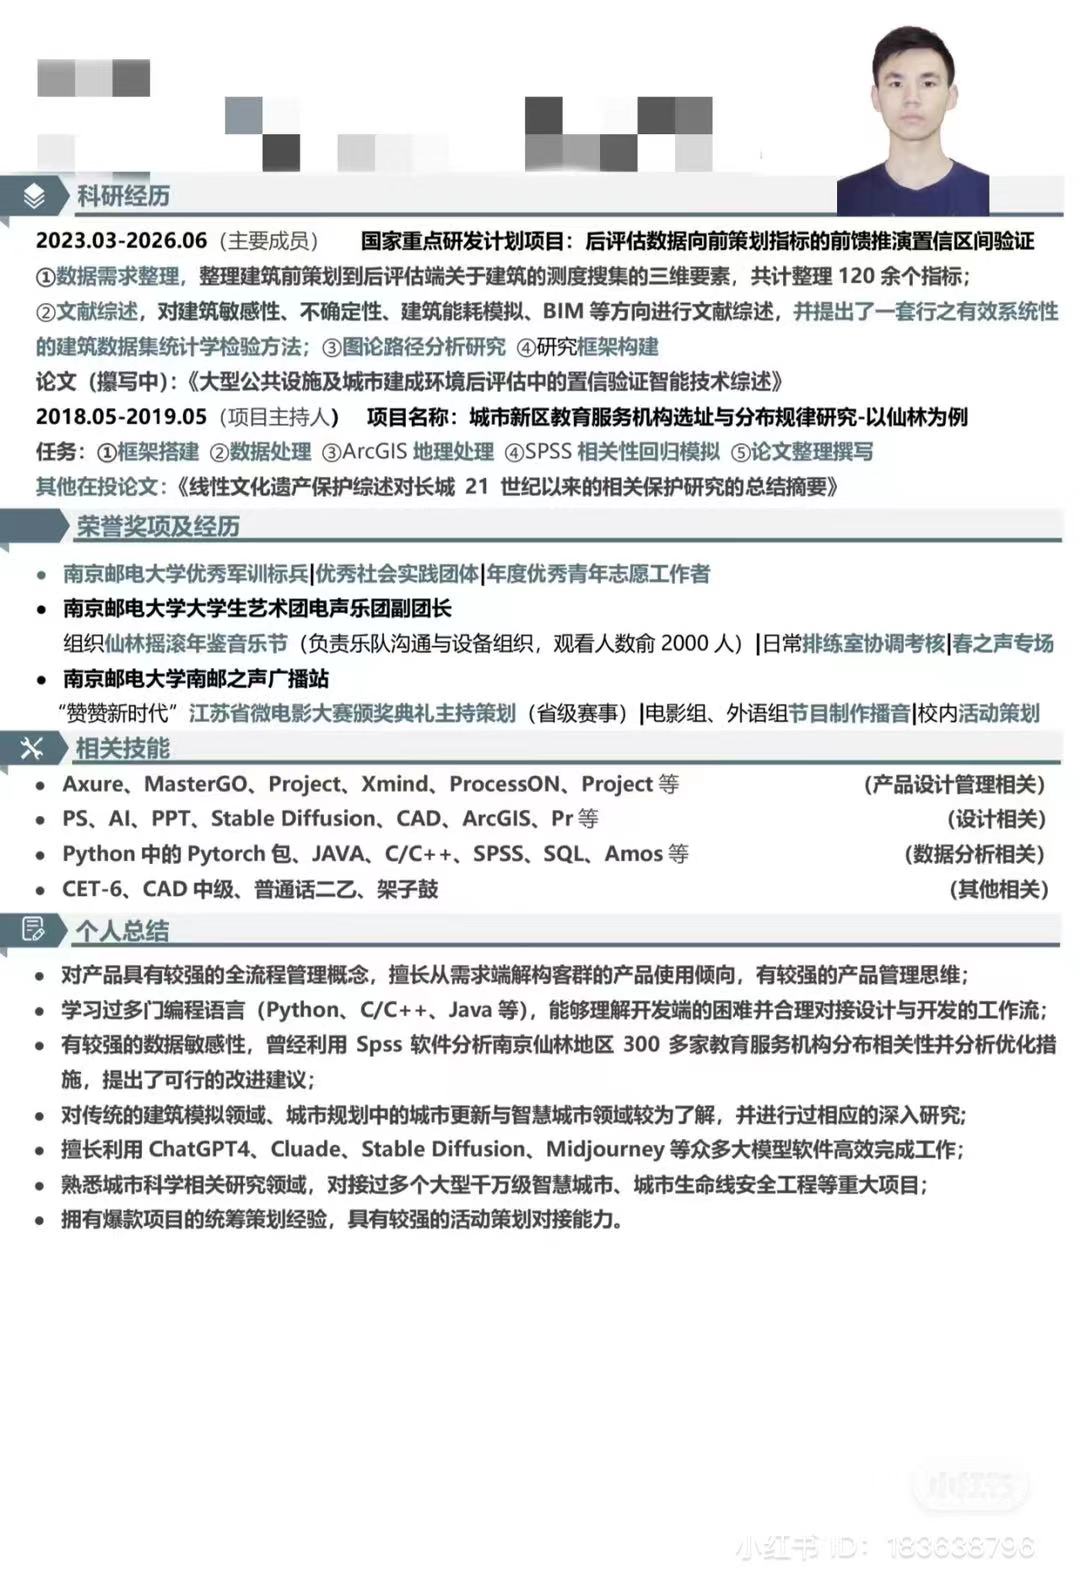 科研经历
2023.03-2026.06（主要成员） 国家重点研发计划项目：后评估数据向前策划指标的前馈推演置信区间验证
①数据需求整理，整理建筑前策划到后评估端关于建筑的测度搜集的三维要素，共计整理 120 余个指标；
②文献综述，对建筑敏感性、不确定性、建筑能耗模拟、BIM 等方向进行文献综述，并提出了一套行之有效系统性
的建筑数据集统计学检验方法；③图论路径分析研究 ④研究框架构建
论文（攥写中）：《大型公共设施及城市建成环境后评估中的置信验证智能技术综述》
2018.05-2019.05（项目主持人） 项目名称：城市新区教育服务机构选址与分布规律研究-以仙林为例
任务：①框架搭建 ②数据处理 ③ArcGIS 地理处理 ④SPSS 相关性回归模拟 ⑤论文整理撰写
其他在投论文：《线性文化遗产保护综述对长城 21 世纪以来的相关保护研究的总结摘要》
荣誉奖项及经历
● 南京邮电大学优秀军训标兵|优秀社会实践团体|年度优秀青年志愿工作者
● 南京邮电大学大学生艺术团电声乐团副团长
组织仙林摇滚年鉴音乐节（负责乐队沟通与设备组织，观看人数俞 2000 人）|日常排练室协调考核|春之声专场
● 南京邮电大学南邮之声广播站
“赞赞新时代”江苏省微电影大赛颁奖典礼主持策划（省级赛事）|电影组、外语组节目制作播音|校内活动策划
相关技能
● Axure、MasterGO、Project、Xmind、ProcessON、Project 等 （产品设计管理相关）
● PS、AI、PPT、Stable Diffusion、CAD、ArcGIS、Pr 等 （设计相关）
● Python 中的 Pytorch 包、JAVA、C/C++、SPSS、SQL、Amos 等 （数据分析相关）
● CET-6、CAD 中级、普通话二乙、架子鼓 （其他相关）
个人总结
● 对产品具有较强的全流程管理概念，擅长从需求端解构客群的产品使用倾向，有较强的产品管理思维；
● 学习过多门编程语言（Python、C/C++、Java 等），能够理解开发端的困难并合理对接设计与开发的工作流；
● 有较强的数据敏感性，曾经利用 Spss 软件分析南京仙林地区 300 多家教育服务机构分布相关性并分析优化措
施，提出了可行的改进建议；
● 对传统的建筑模拟领域、城市规划中的城市更新与智慧城市领域较为了解，并进行过相应的深入研究;
● 擅长利用 ChatGPT4、Cluade、Stable Diffusion、Midjourney 等众多大模型软件高效完成工作；
● 熟悉城市科学相关研究领域，对接过多个大型千万级智慧城市、城市生命线安全工程等重大项目；
● 拥有爆款项目的统筹策划经验，具有较强的活动策划对接能力。
小红书
小红书 ID：183638796